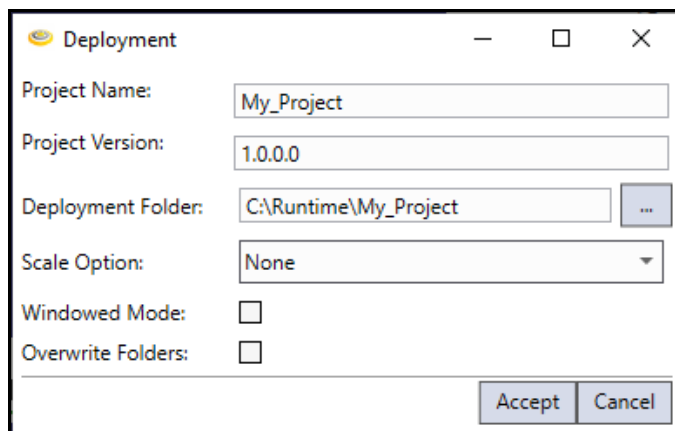 Deployment
Project Name: My_Project
Project Version: 1.0.0.0
Deployment Folder: C:\Runtime\My_Project ...
Scale Option: None
Windowed Mode:
Overwrite Folders:
Accept Cancel